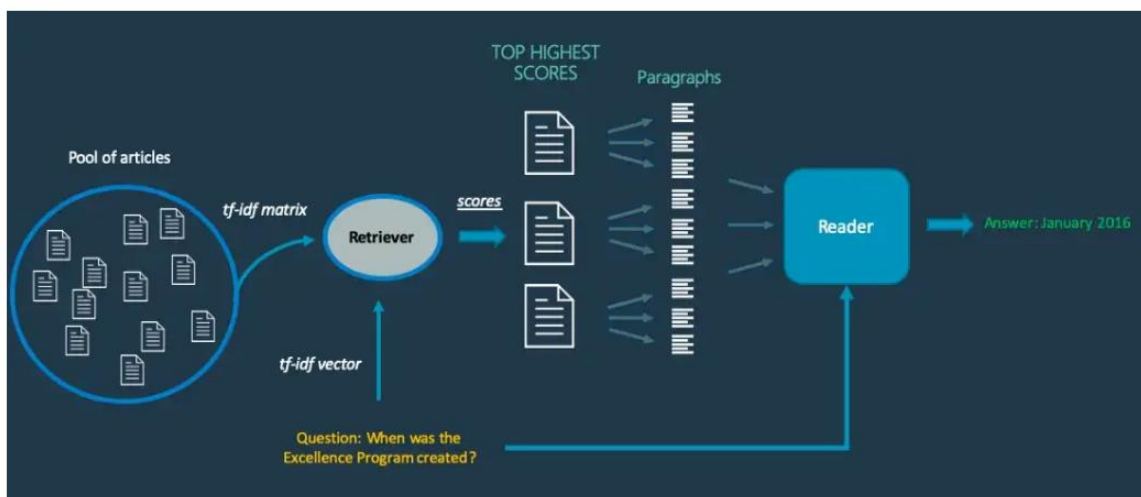 TOP HIGHEST
SCORES
Paragraphs
Pool of articles
tf-idf matrix
scores
Retriever
Reader
Answer: January 2016
tf-idf vector
Question: When was the
Excellence Program created?